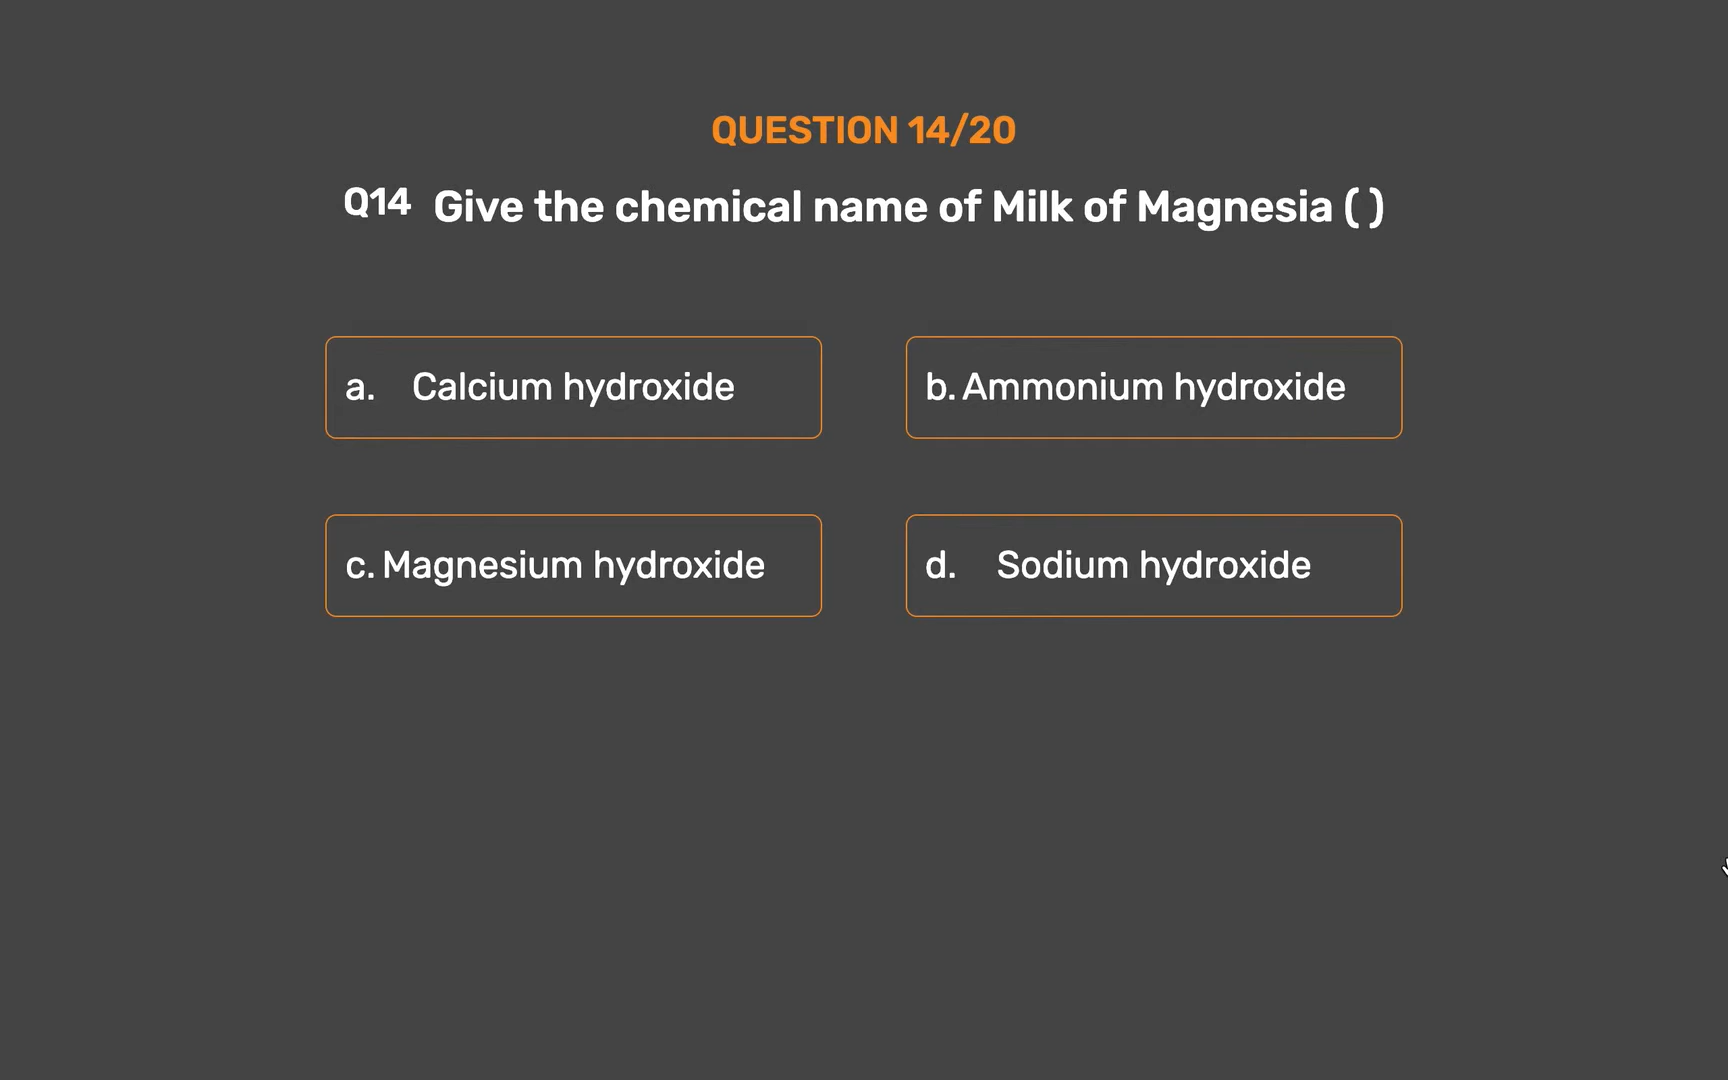 QUESTION 14/20
Q14 Give the chemical name of Milk of Magnesia ( )
a. Calcium hydroxide
b. Ammonium hydroxide
c. Magnesium hydroxide
d. Sodium hydroxide